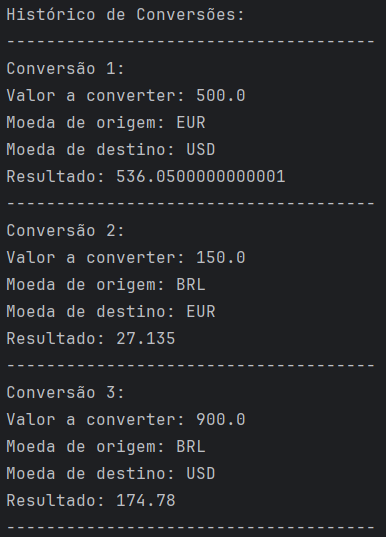 Histórico de Conversões:
-------------------------------------
Conversão 1:
Valor a converter: 500.0
Moeda de origem: EUR
Moeda de destino: USD
Resultado: 536.0500000000001
-------------------------------------
Conversão 2:
Valor a converter: 150.0
Moeda de origem: BRL
Moeda de destino: EUR
Resultado: 27.135
-------------------------------------
Conversão 3:
Valor a converter: 900.0
Moeda de origem: BRL
Moeda de destino: USD
Resultado: 174.78
-------------------------------------